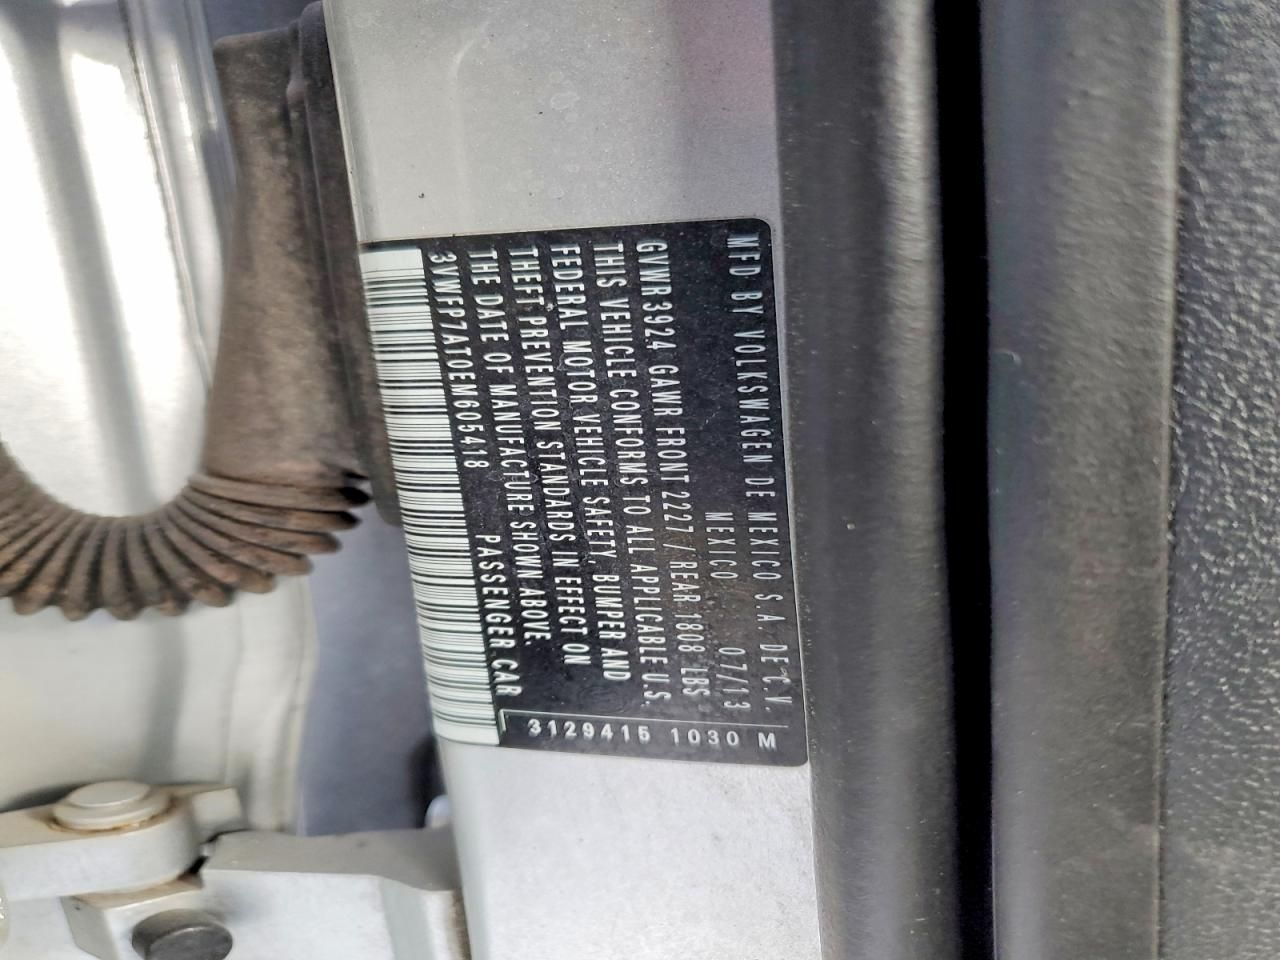 MFD BY VOLKSWAGEN DE MEXICO S.A. DE C.V.
MEXICO 07/13
GVWR 3924 GAWR FRONT 2227 / REAR 1808 LBS
THIS VEHICLE CONFORMS TO ALL APPLICABLE U.S.
FEDERAL MOTOR VEHICLE SAFETY, BUMPER AND
THEFT PREVENTION STANDARDS IN EFFECT ON
THE DATE OF MANUFACTURE SHOWN ABOVE.
3VWFP7AT0EM605418 PASSENGER CAR
3129415 1030 M